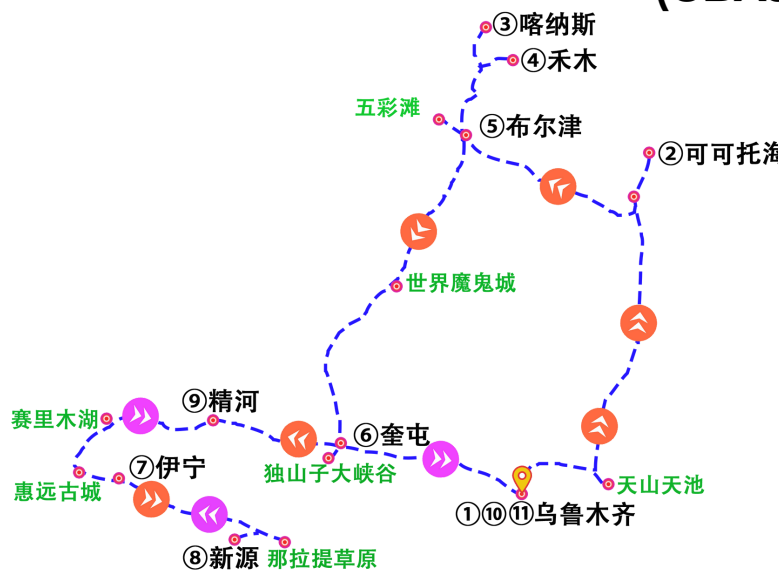 ③喀纳斯
④禾木
五彩滩
⑤布尔津
②可可托海
世界魔鬼城
⑨精河
赛里木湖
⑥奎屯
⑦伊宁
独山子大峡谷
惠远古城
天山天池
①⑩⑪乌鲁木齐
⑧新源
那拉提草原